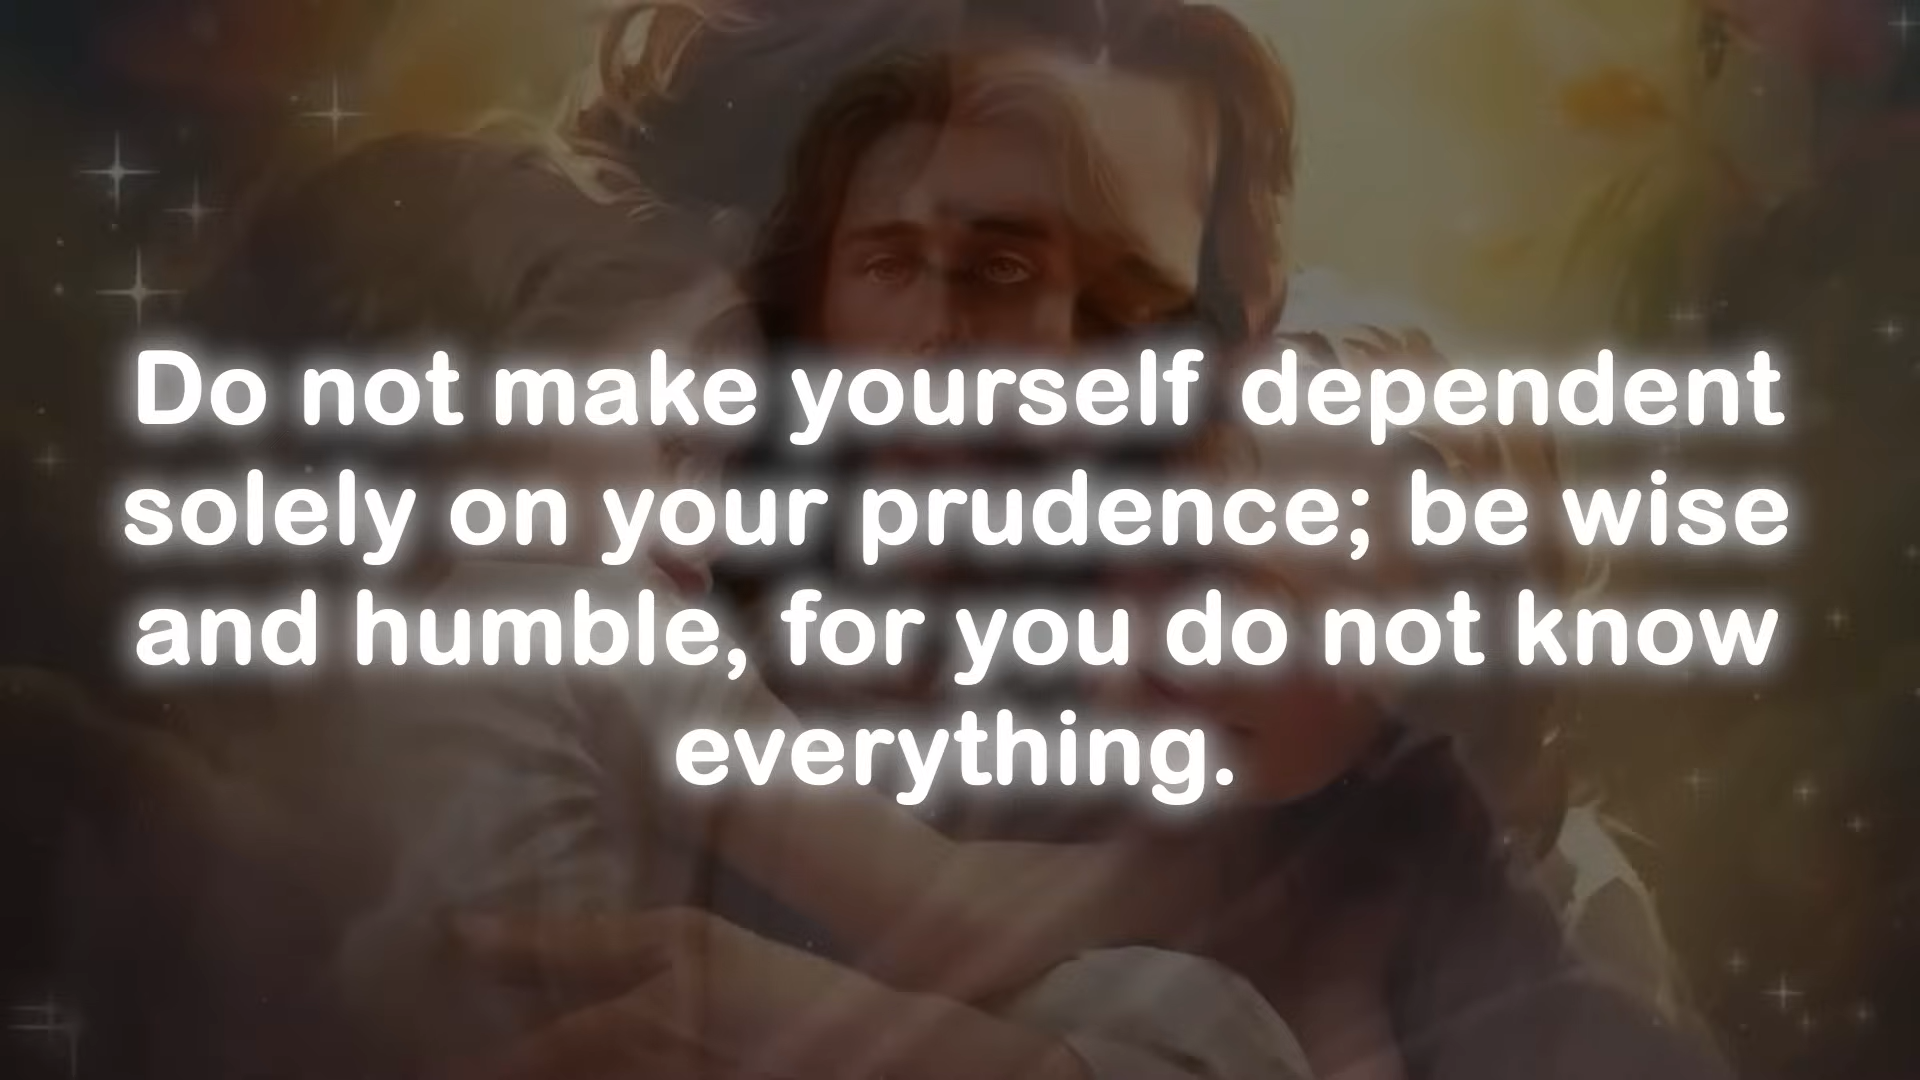 Do not make yourself dependent
solely on your prudence; be wise
and humble, for you do not know
everything.